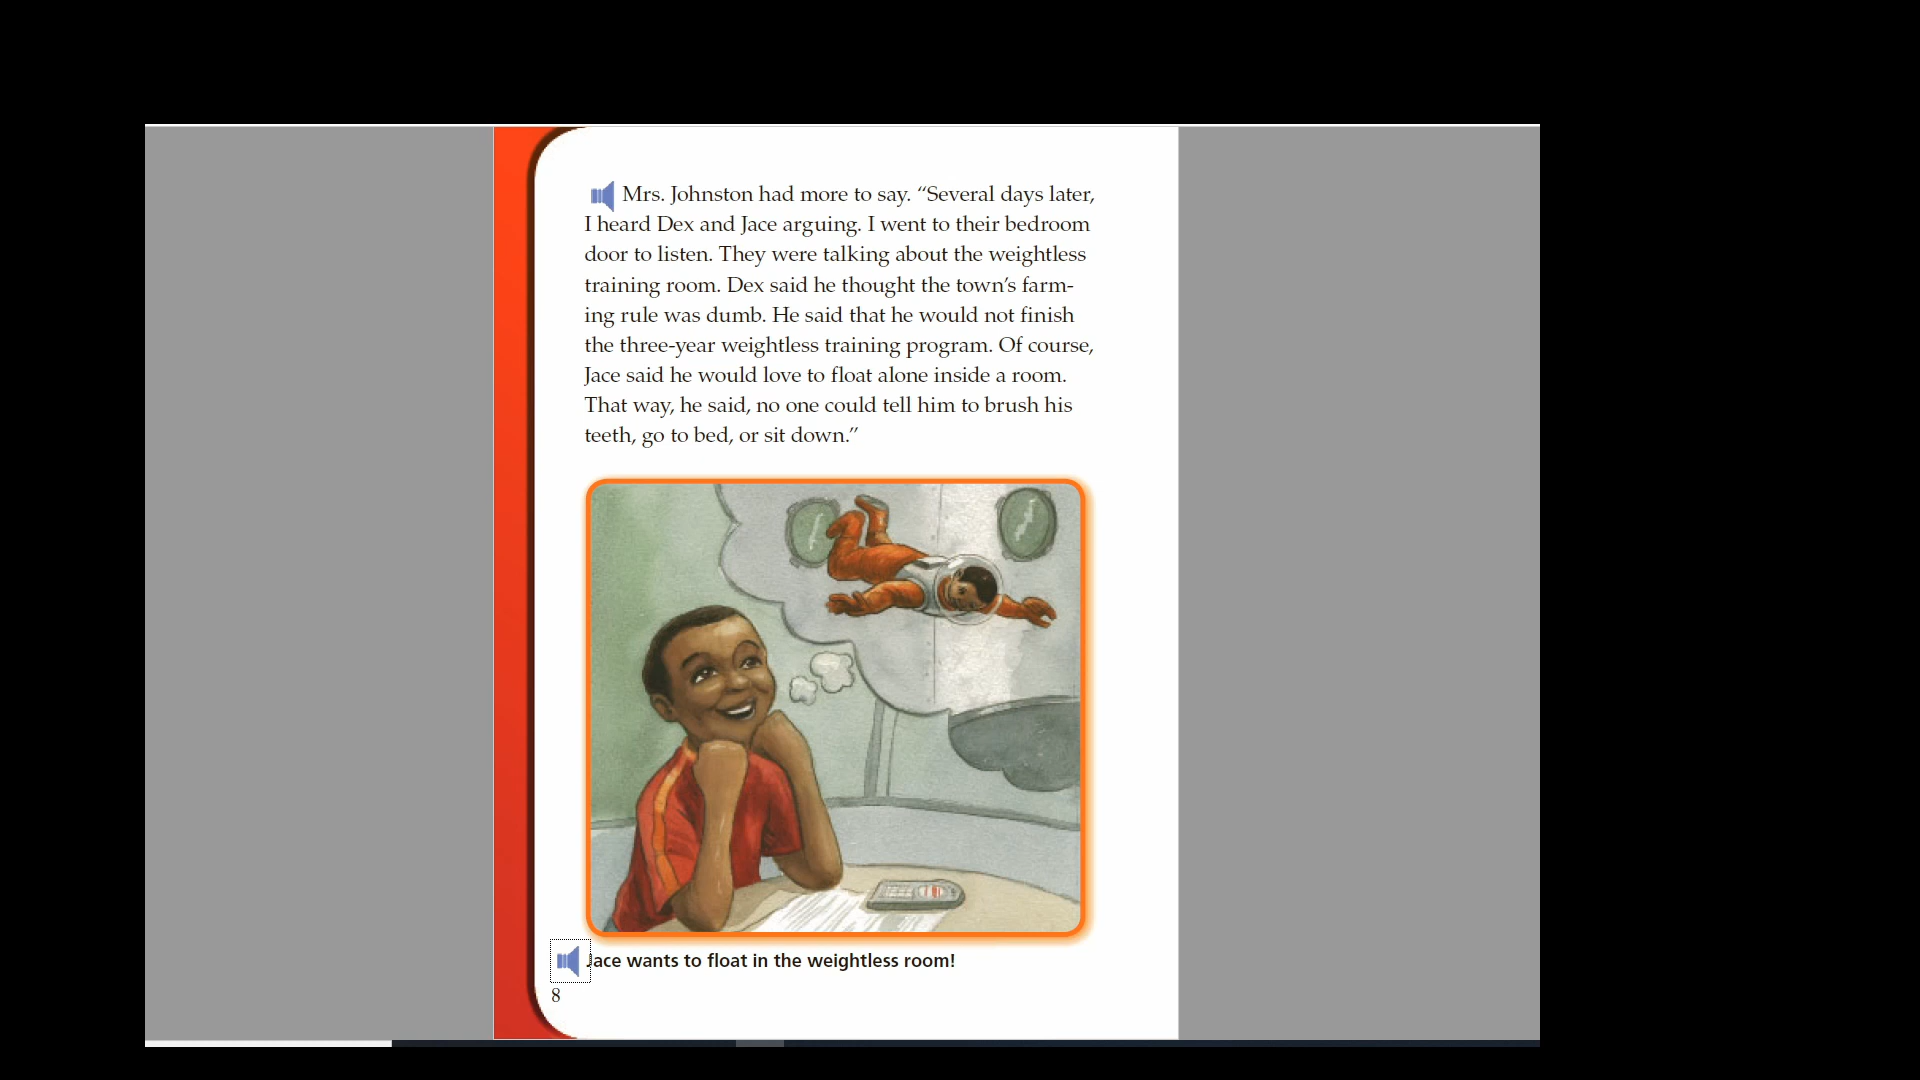 Mrs. Johnston had more to say. “Several days later,
I heard Dex and Jace arguing. I went to their bedroom
door to listen. They were talking about the weightless
training room. Dex said he thought the town’s farm-
ing rule was dumb. He said that he would not finish
the three-year weightless training program. Of course,
Jace said he would love to float alone inside a room.
That way, he said, no one could tell him to brush his
teeth, go to bed, or sit down.”
Jace wants to float in the weightless room!
8